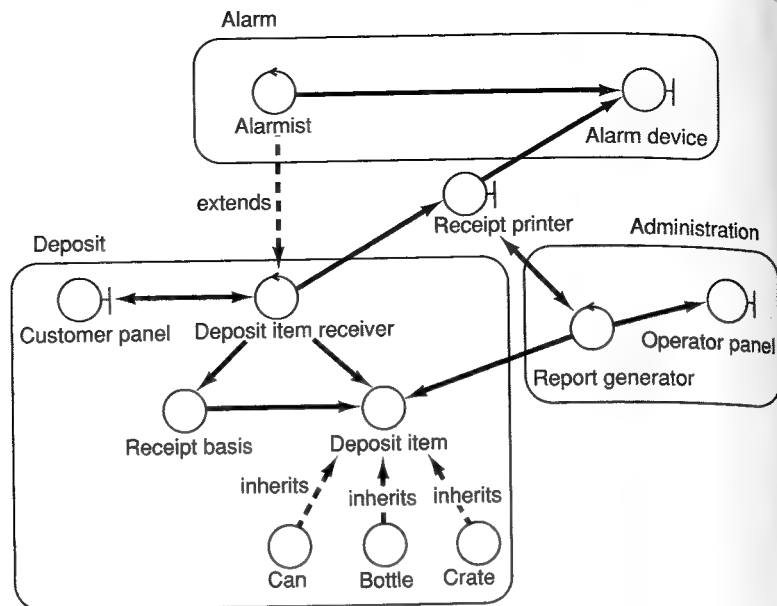 Alarm
Alarmist
Alarm device
extends
Receipt printer
Administration
Deposit
Customer panel
Deposit item receiver
Operator panel
Report generator
Receipt basis
Deposit item
inherits
inherits
inherits
Can
Bottle
Crate